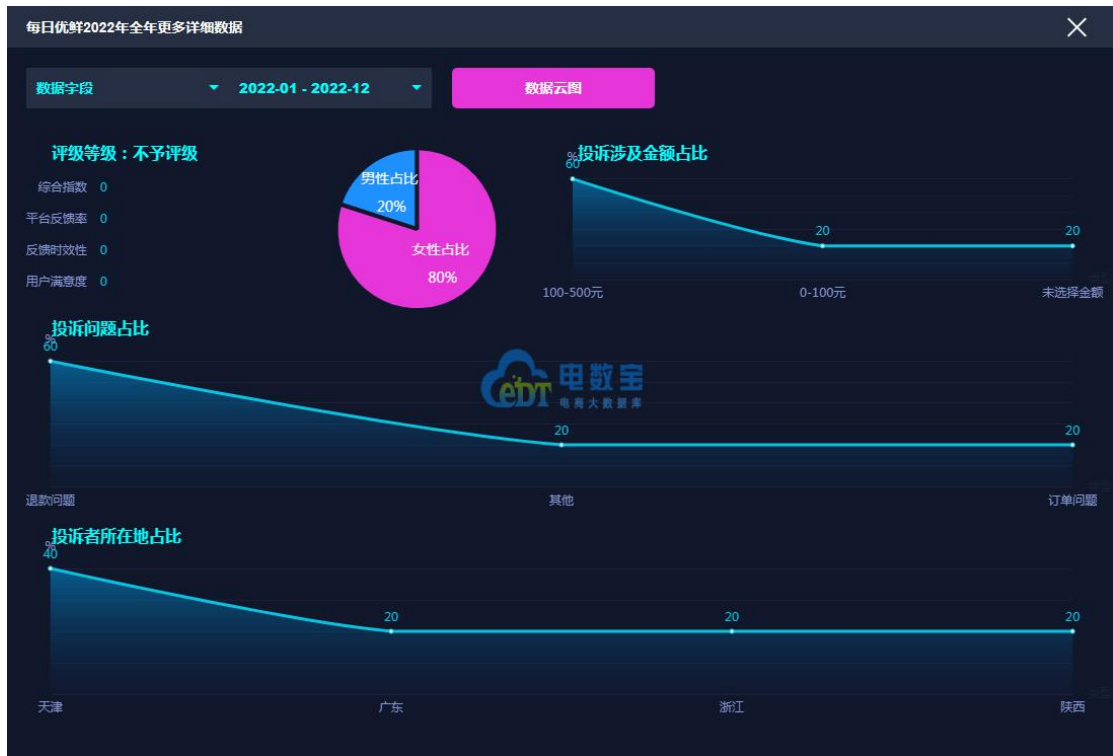 每日优鲜2022年全年更多详细数据
数据字段
2022-01 - 2022-12
数据云图
评级等级：不予评级
综合指数 0
平台反馈率 0
反馈时效性 0
用户满意度 0
男性占比
20%
女性占比
80%
投诉涉及金额占比
%
60
20
20
100-500元
0-100元
未选择金额
投诉问题占比
%
60
20
20
退款问题
其他
订单问题
eDT 电数宝
电商大数据库
投诉者所在地占比
%
40
20
20
20
天津
广东
浙江
陕西